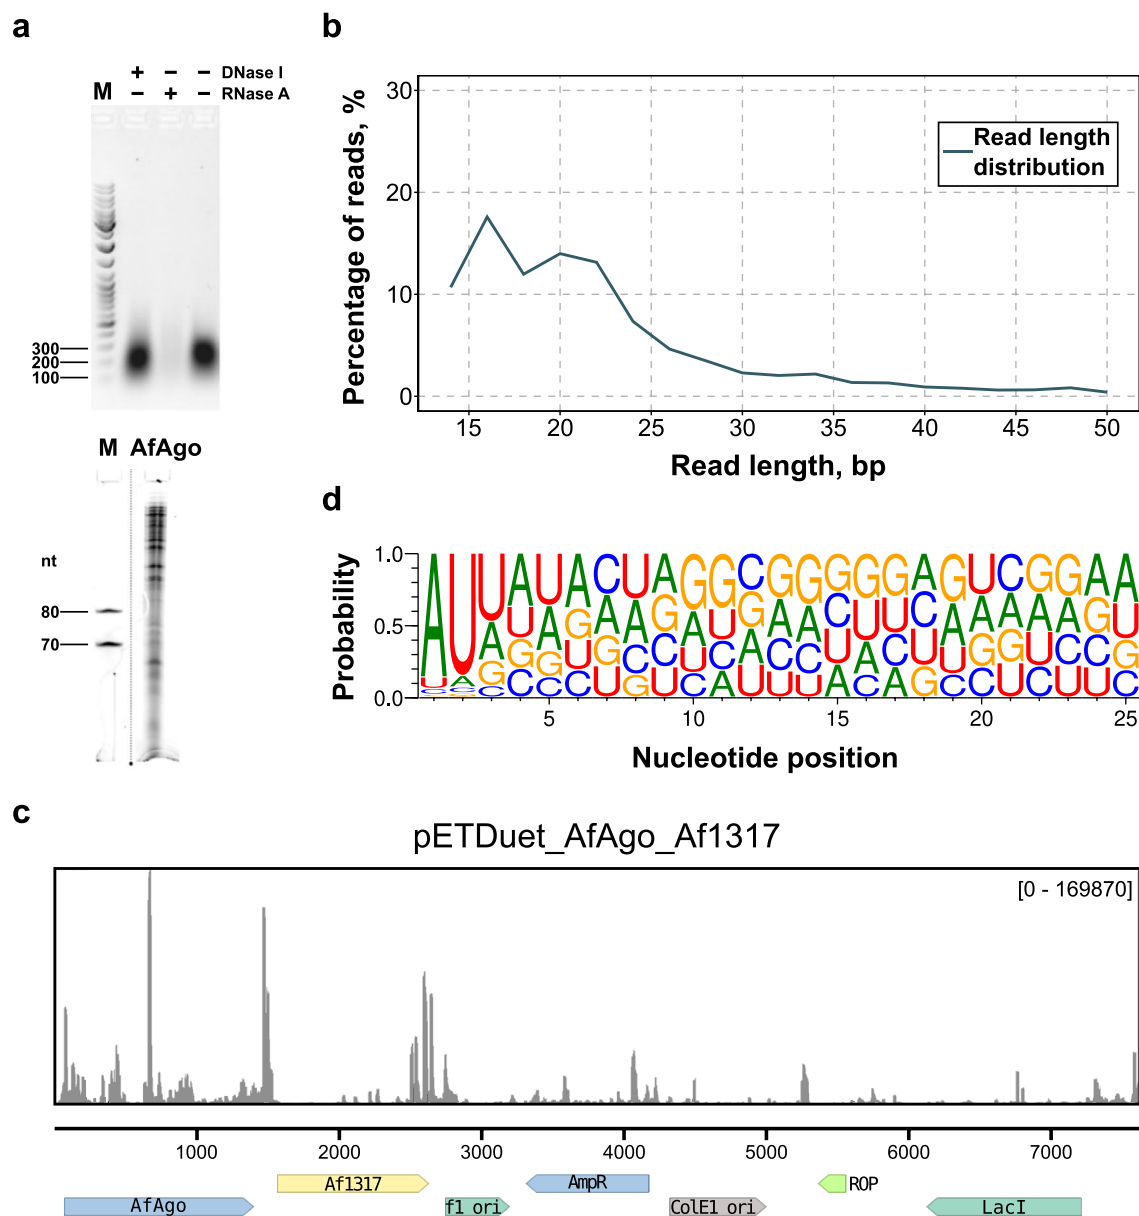 a
+ – – DNase I
M – + – RNase A
300
200
100
M AfAgo
nt
80
70
b
Percentage of reads, %
30
20
10
0
Read length
distribution
15 20 25 30 35 40 45 50
Read length, bp
d
Probability
1.0
0.5
0.0
AUUAUACUAGGCGGGGGAGUCGGAA
5 10 15 20 25
Nucleotide position
c
pETDuet_AfAgo_Af1317
[0 - 169870]
1000 2000 3000 4000 5000 6000 7000
Af1317 AmpR ROP
AfAgo f1 ori ColE1 ori LacI